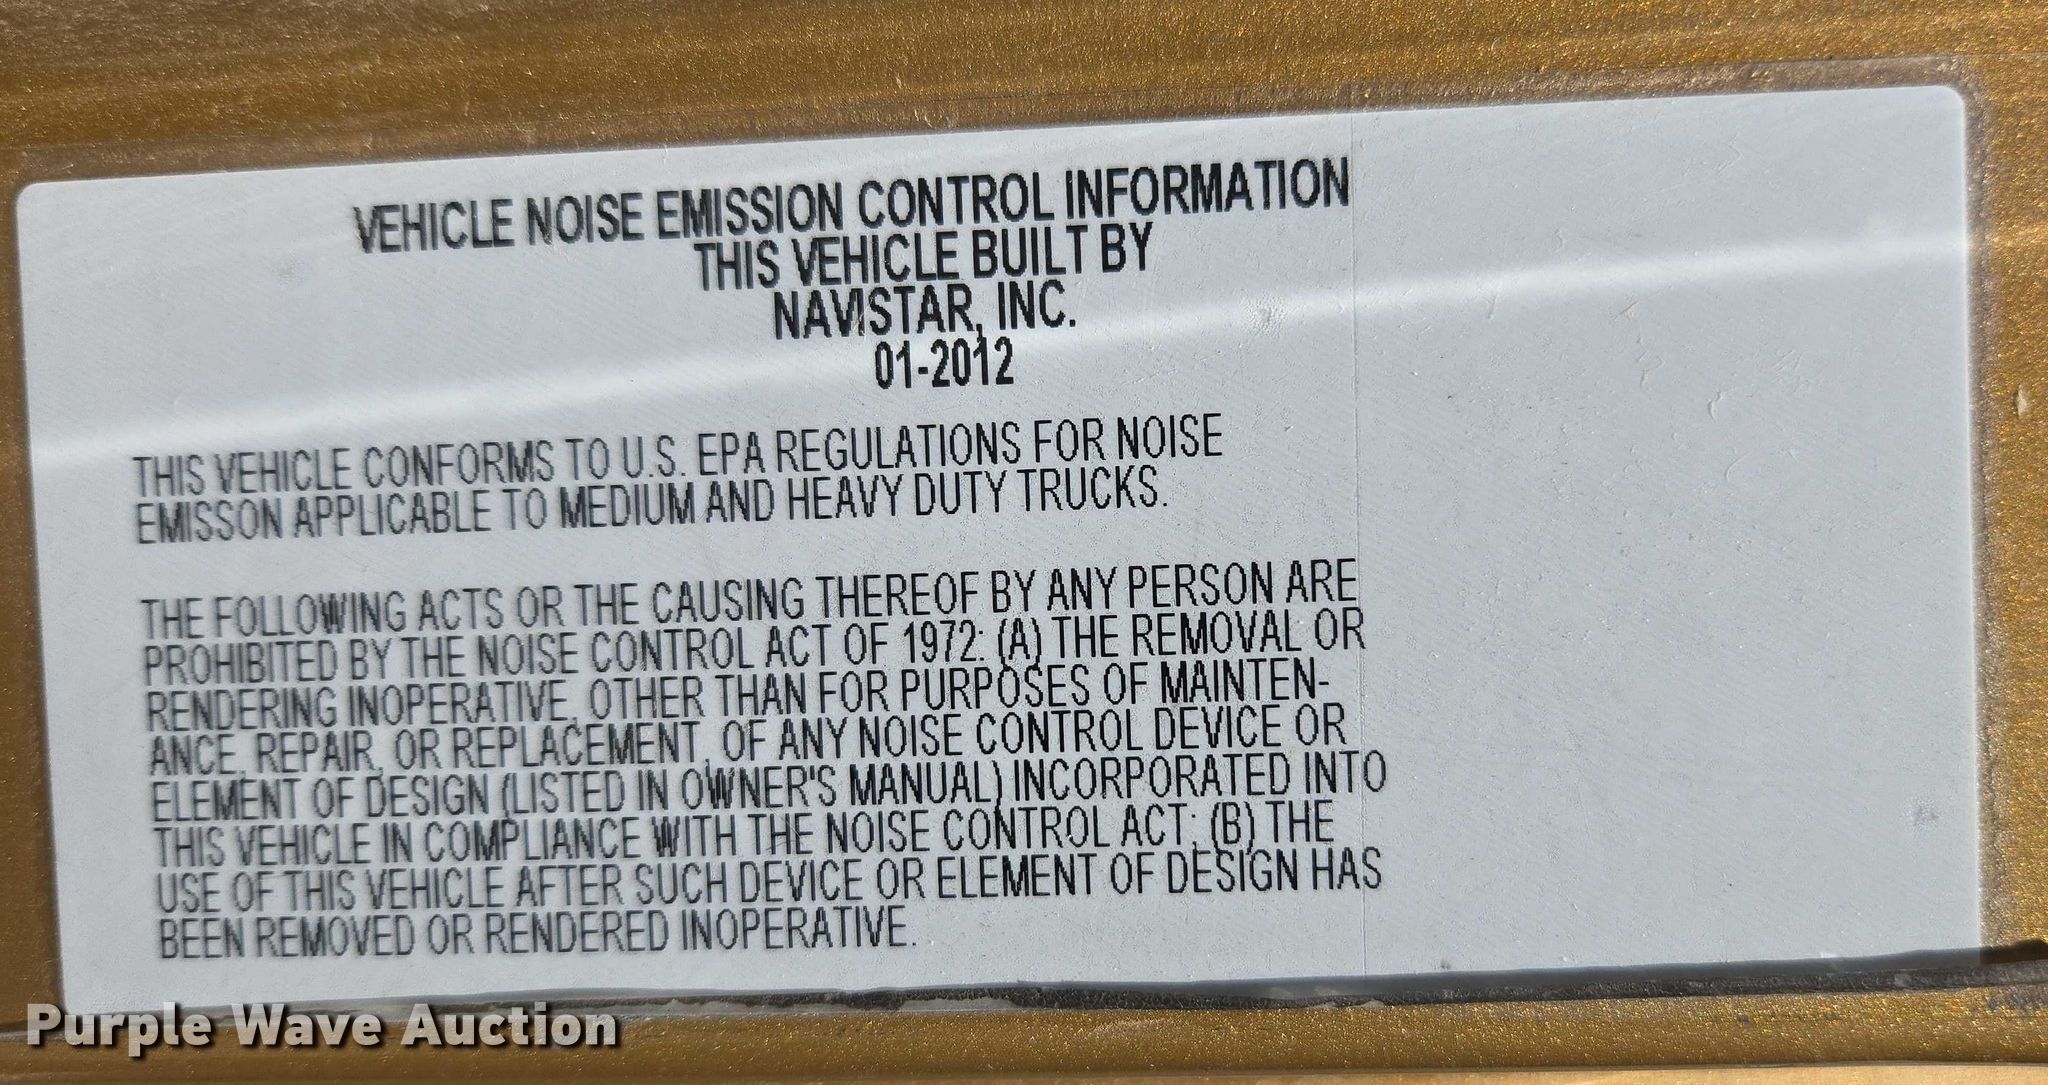 VEHICLE NOISE EMISSION CONTROL INFORMATION
THIS VEHICLE BUILT BY
NAVISTAR, INC.
01-2012
THIS VEHICLE CONFORMS TO U.S. EPA REGULATIONS FOR NOISE
EMISSON APPLICABLE TO MEDIUM AND HEAVY DUTY TRUCKS.
THE FOLLOWING ACTS OR THE CAUSING THEREOF BY ANY PERSON ARE
PROHIBITED BY THE NOISE CONTROL ACT OF 1972: (A) THE REMOVAL OR
RENDERING INOPERATIVE, OTHER THAN FOR PURPOSES OF MAINTEN-
ANCE, REPAIR, OR REPLACEMENT, OF ANY NOISE CONTROL DEVICE OR
ELEMENT OF DESIGN (LISTED IN OWNER'S MANUAL) INCORPORATED INTO
THIS VEHICLE IN COMPLIANCE WITH THE NOISE CONTROL ACT; (B) THE
USE OF THIS VEHICLE AFTER SUCH DEVICE OR ELEMENT OF DESIGN HAS
BEEN REMOVED OR RENDERED INOPERATIVE.
Purple Wave Auction